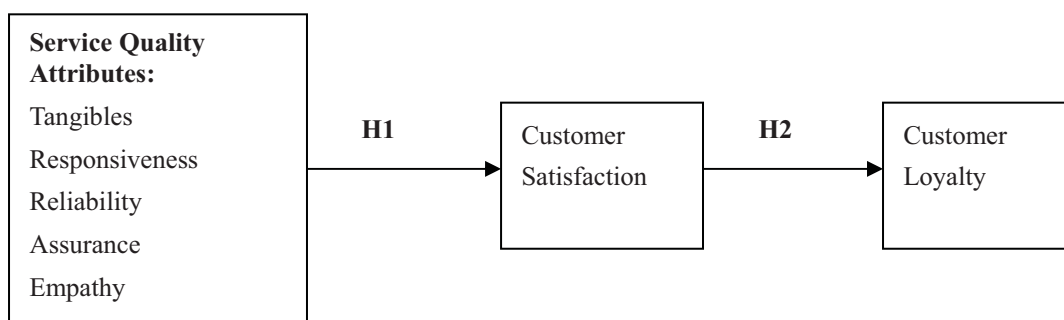 Service Quality
Attributes:
Tangibles
Responsiveness
Reliability
Assurance
Empathy
H1
Customer
Satisfaction
H2
Customer
Loyalty